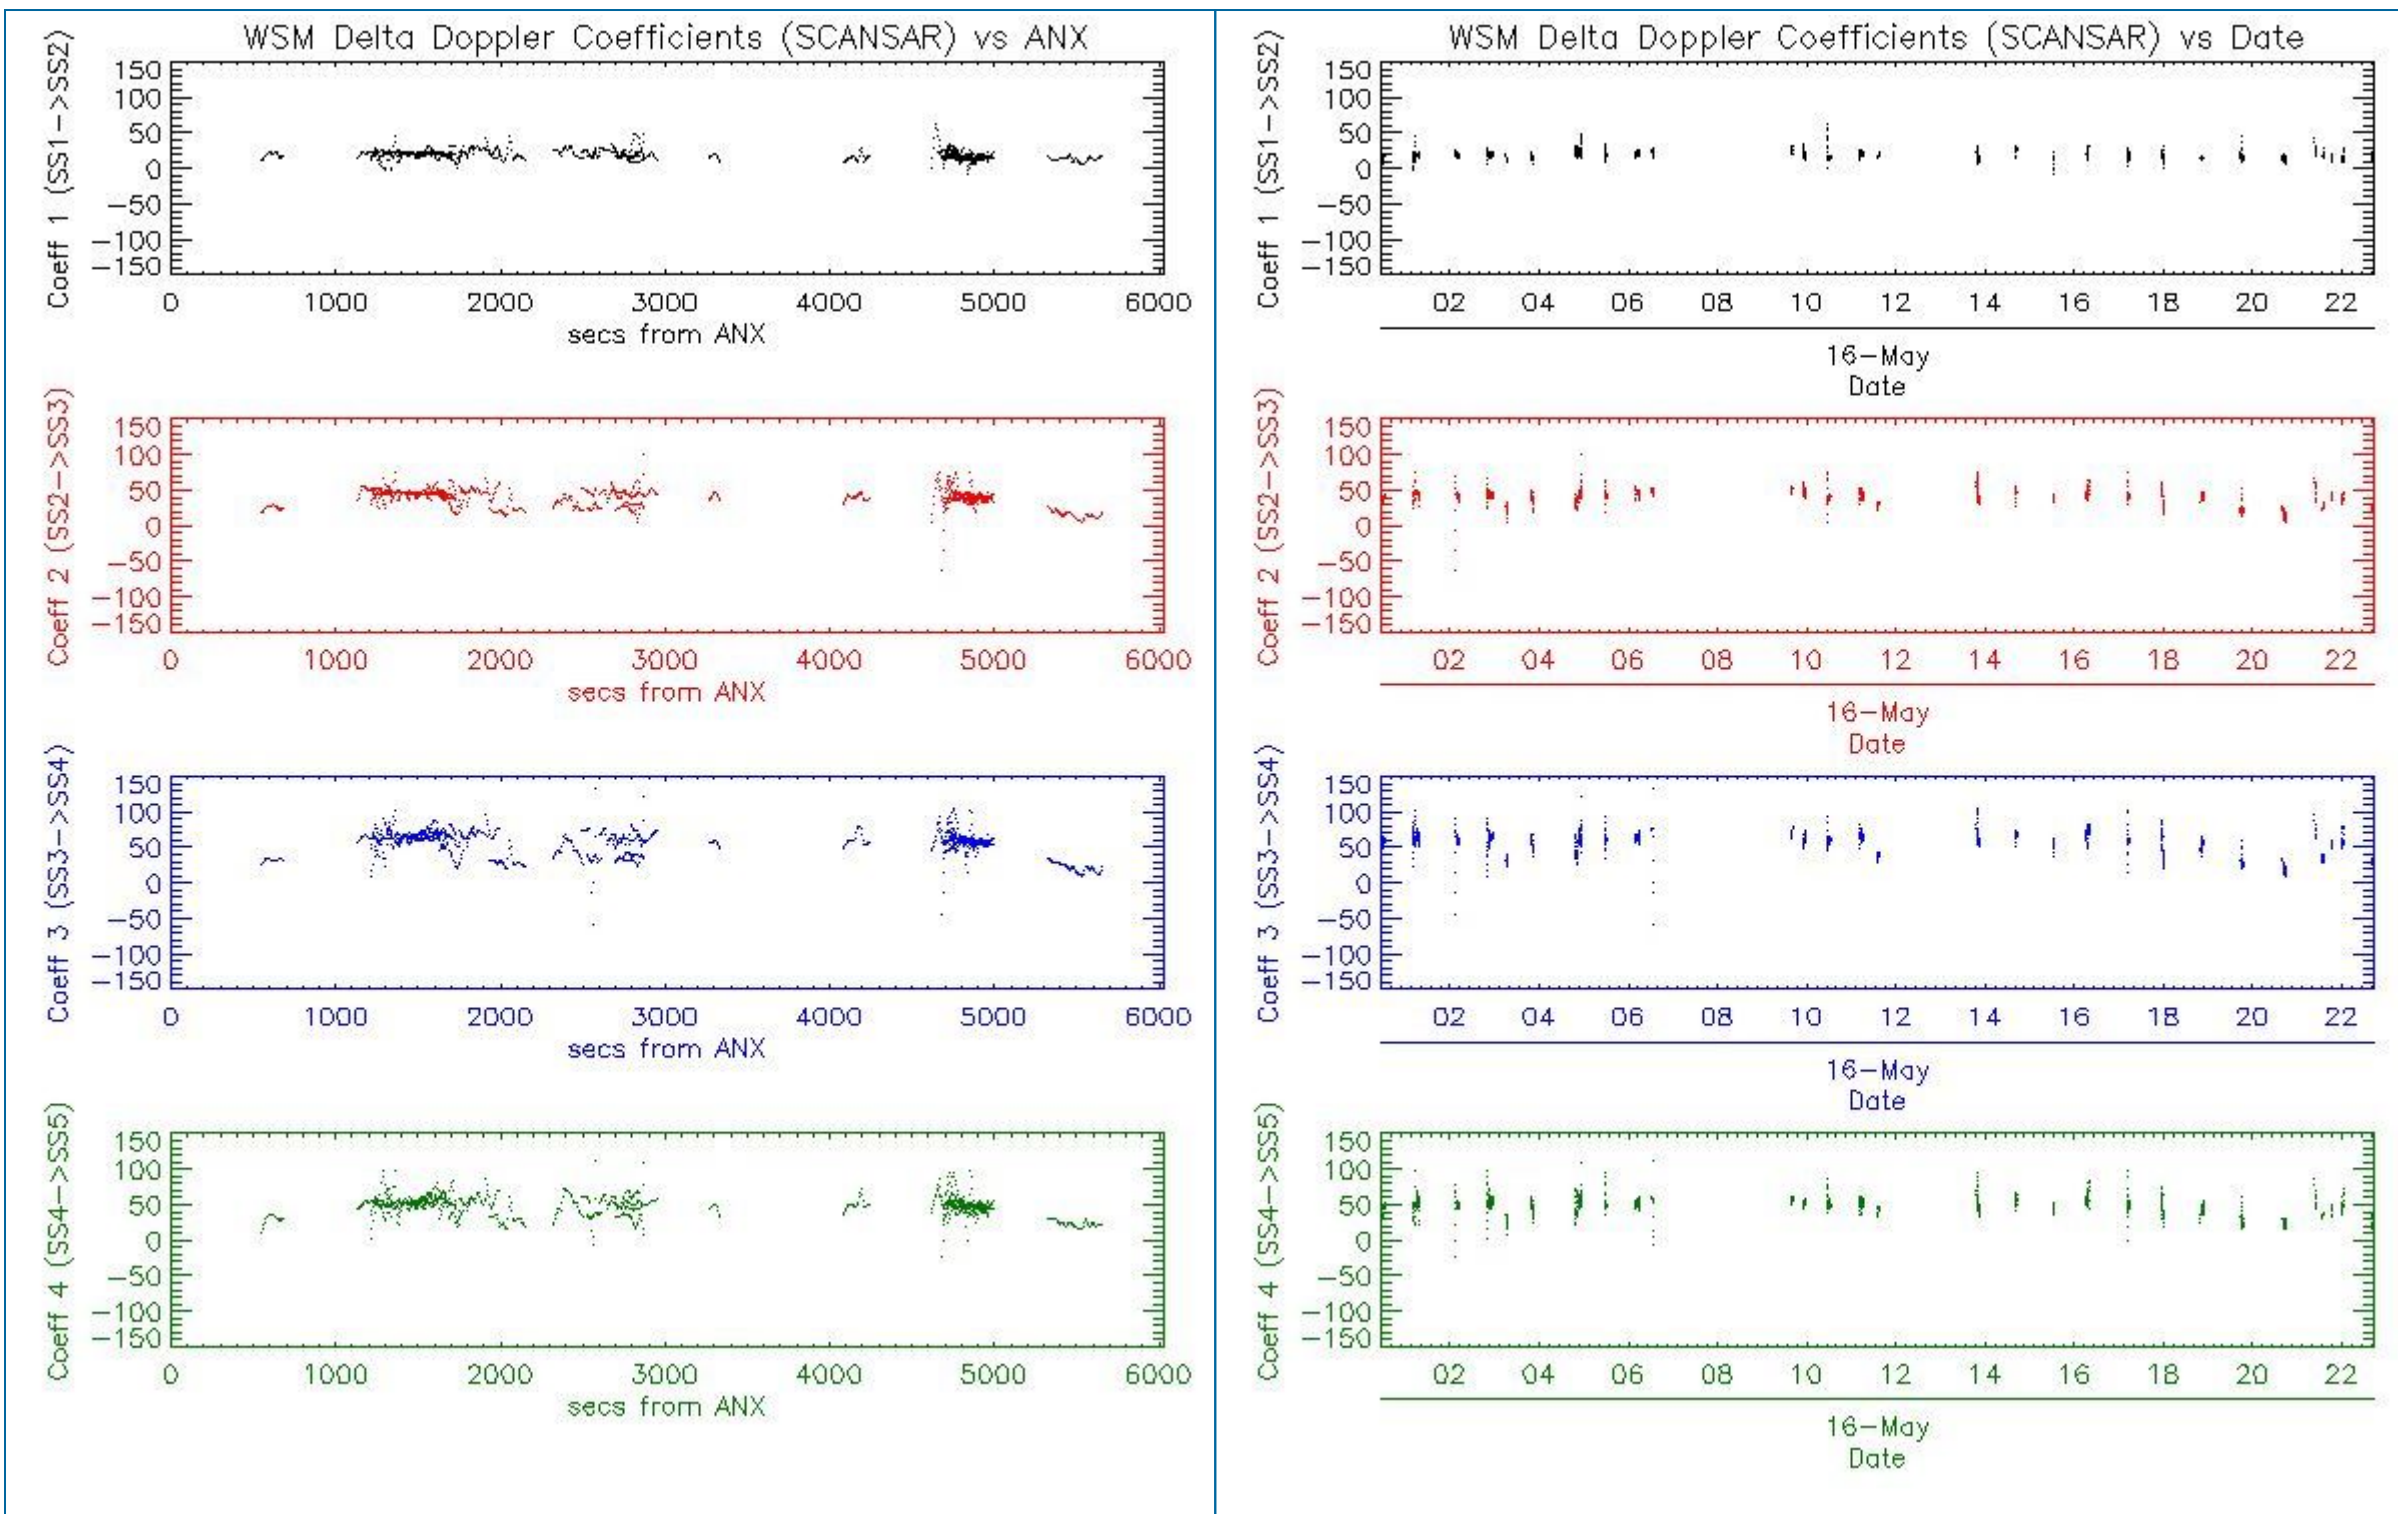 WSM Delta Doppler Coefficients (SCANSAR) vs ANX
Coeff 1 (SS1->SS2)
150
100
50
0
-50
-100
-150
0 1000 2000 3000 4000 5000 6000
secs from ANX
Coeff 2 (SS2->SS3)
150
100
50
0
-50
-100
-150
0 1000 2000 3000 4000 5000 6000
secs from ANX
Coeff 3 (SS3->SS4)
150
100
50
0
-50
-100
-150
0 1000 2000 3000 4000 5000 6000
secs from ANX
Coeff 4 (SS4->SS5)
150
100
50
0
-50
-100
-150
0 1000 2000 3000 4000 5000 6000
secs from ANX
WSM Delta Doppler Coefficients (SCANSAR) vs Date
Coeff 1 (SS1->SS2)
150
100
50
0
-50
-100
-150
02 04 06 08 10 12 14 16 18 20 22
16-May
Date
Coeff 2 (SS2->SS3)
150
100
50
0
-50
-100
-150
02 04 06 08 10 12 14 16 18 20 22
16-May
Date
Coeff 3 (SS3->SS4)
150
100
50
0
-50
-100
-150
02 04 06 08 10 12 14 16 18 20 22
16-May
Date
Coeff 4 (SS4->SS5)
150
100
50
0
-50
-100
-150
02 04 06 08 10 12 14 16 18 20 22
16-May
Date